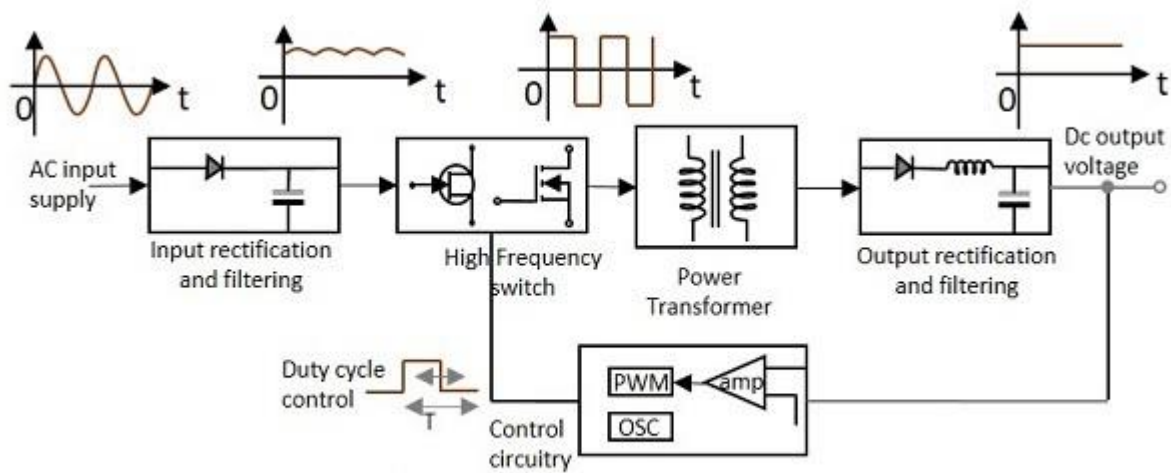 0
t
0
t
0
t
0
t
AC input
supply
Input rectification
and filtering
High Frequency
switch
Power
Transformer
Dc output
voltage
Output rectification
and filtering
Duty cycle
control
T
Control
circuitry
PWM
amp
OSC